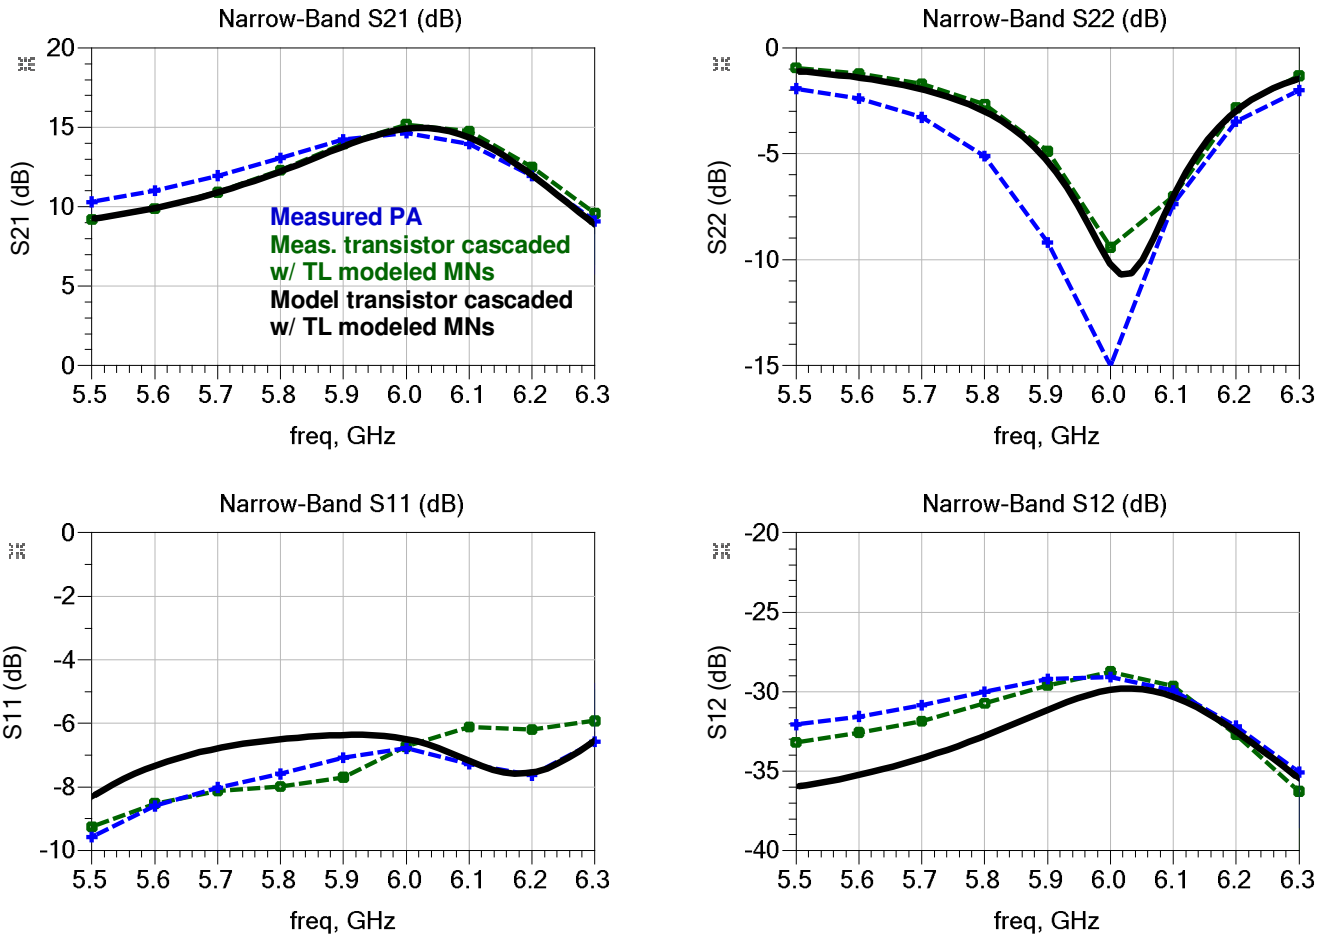 Narrow-Band S21 (dB)
20
15
10
5
0
S21 (dB)
Measured PA
Meas. transistor cascaded
w/ TL modeled MNs
Model transistor cascaded
w/ TL modeled MNs
5.5 5.6 5.7 5.8 5.9 6.0 6.1 6.2 6.3
freq, GHz
Narrow-Band S22 (dB)
0
-5
-10
-15
S22 (dB)
5.5 5.6 5.7 5.8 5.9 6.0 6.1 6.2 6.3
freq, GHz
Narrow-Band S11 (dB)
0
-2
-4
-6
-8
-10
S11 (dB)
5.5 5.6 5.7 5.8 5.9 6.0 6.1 6.2 6.3
freq, GHz
Narrow-Band S12 (dB)
-20
-25
-30
-35
-40
S12 (dB)
5.5 5.6 5.7 5.8 5.9 6.0 6.1 6.2 6.3
freq, GHz